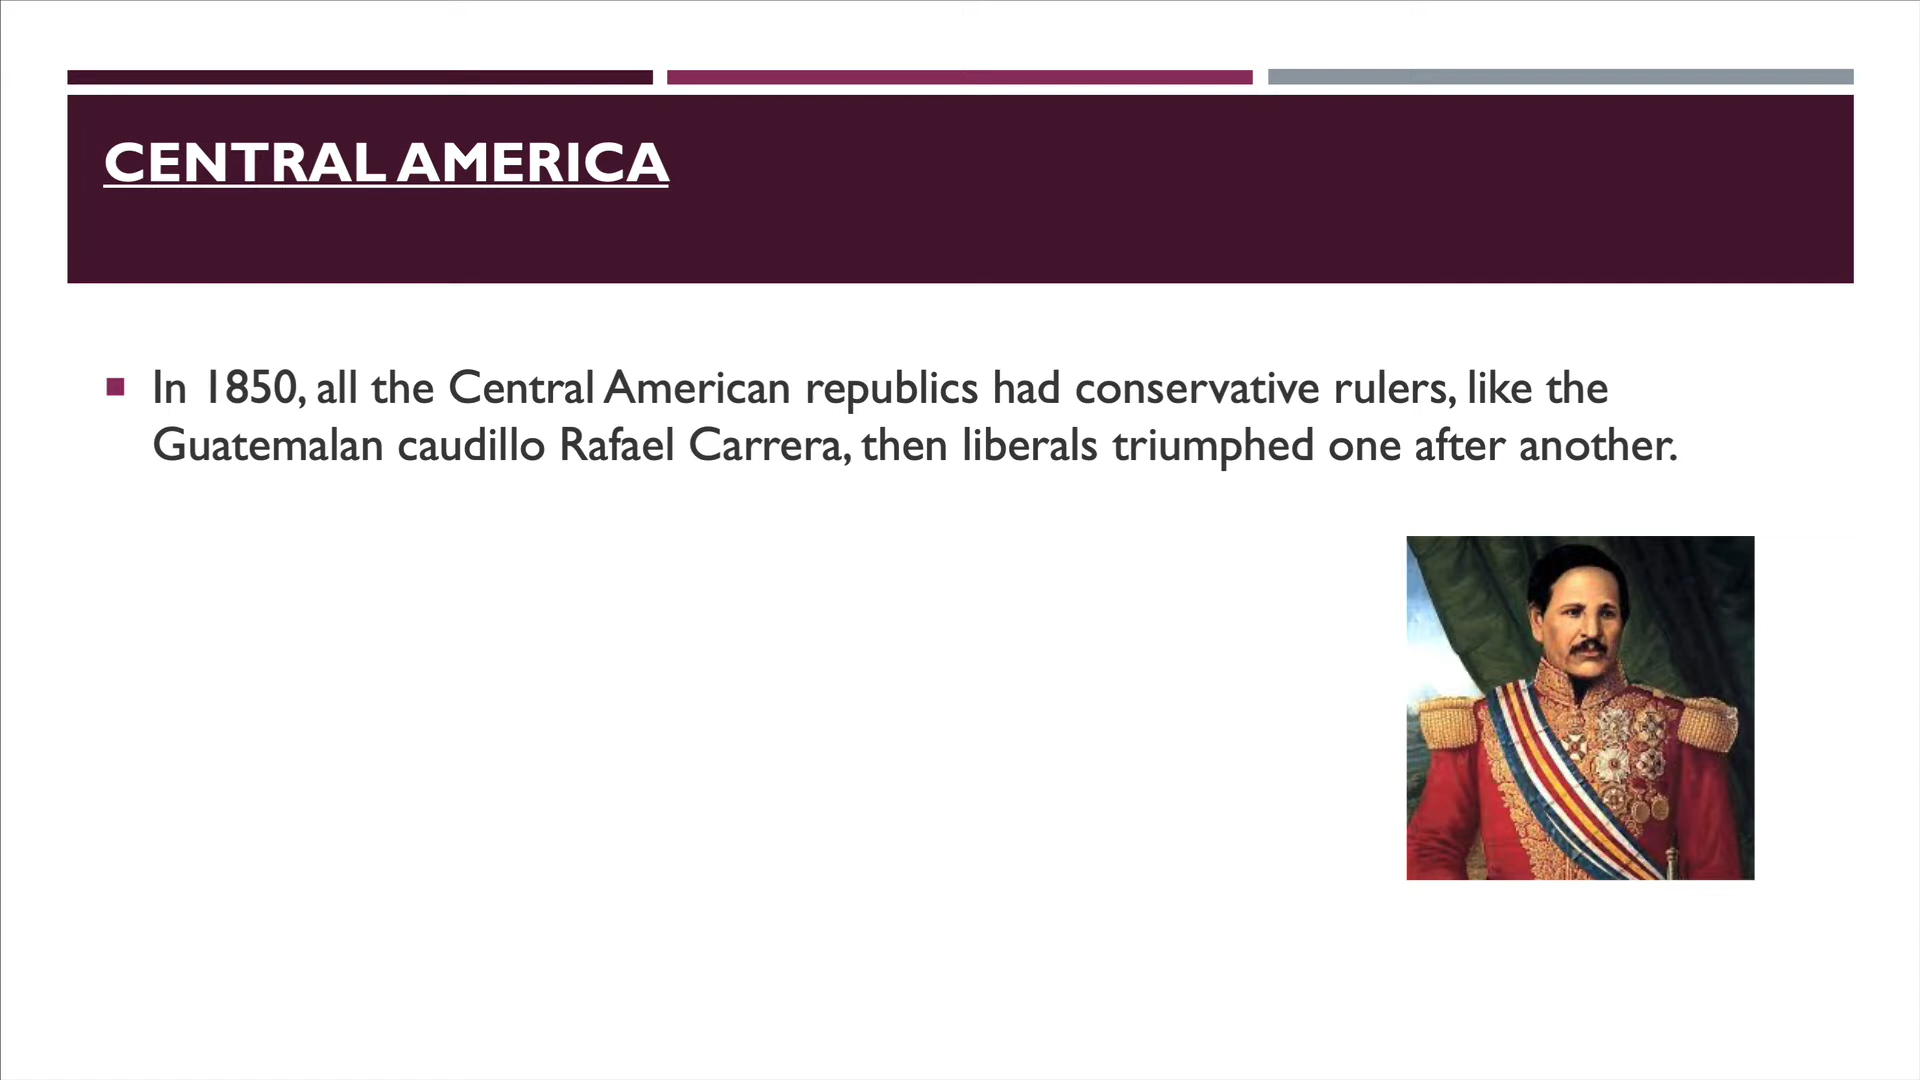 CENTRAL AMERICA
In 1850, all the Central American republics had conservative rulers, like the
Guatemalan caudillo Rafael Carrera, then liberals triumphed one after another.